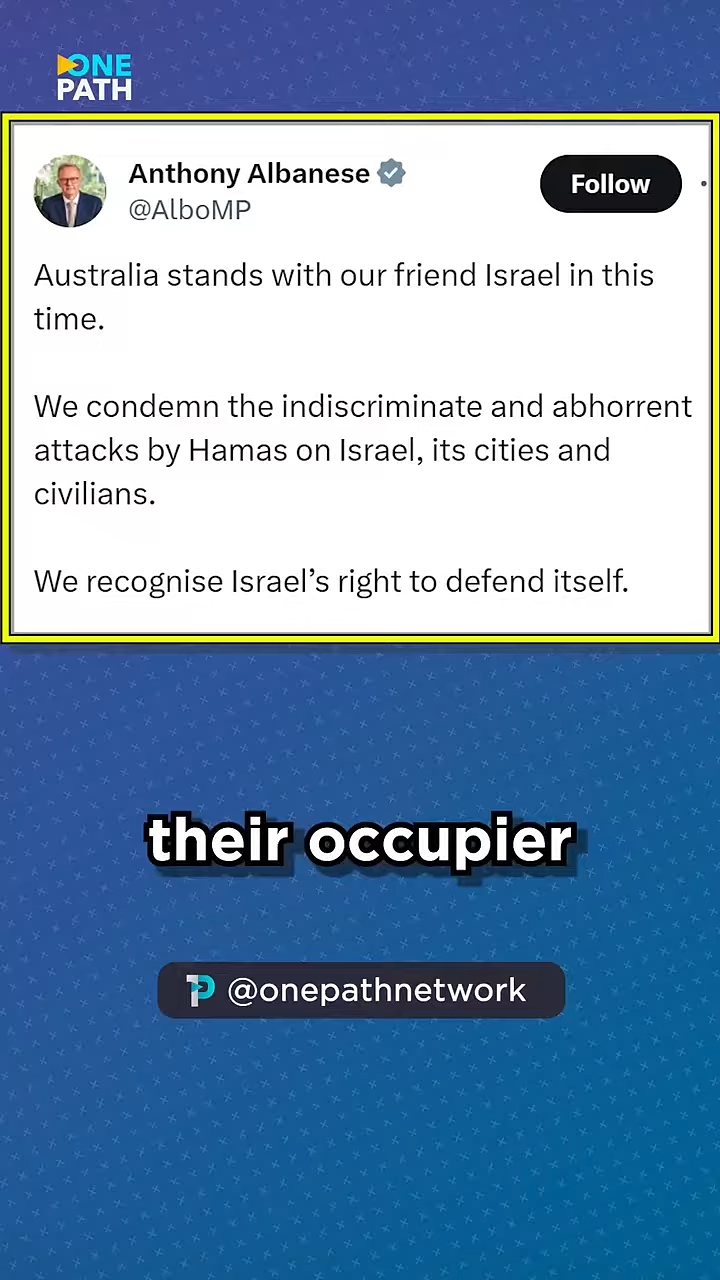 ONE
PATH
Anthony Albanese
@AlboMP
Follow
Australia stands with our friend Israel in this
time.
We condemn the indiscriminate and abhorrent
attacks by Hamas on Israel, its cities and
civilians.
We recognise Israel’s right to defend itself.
their occupier
@onepathnetwork